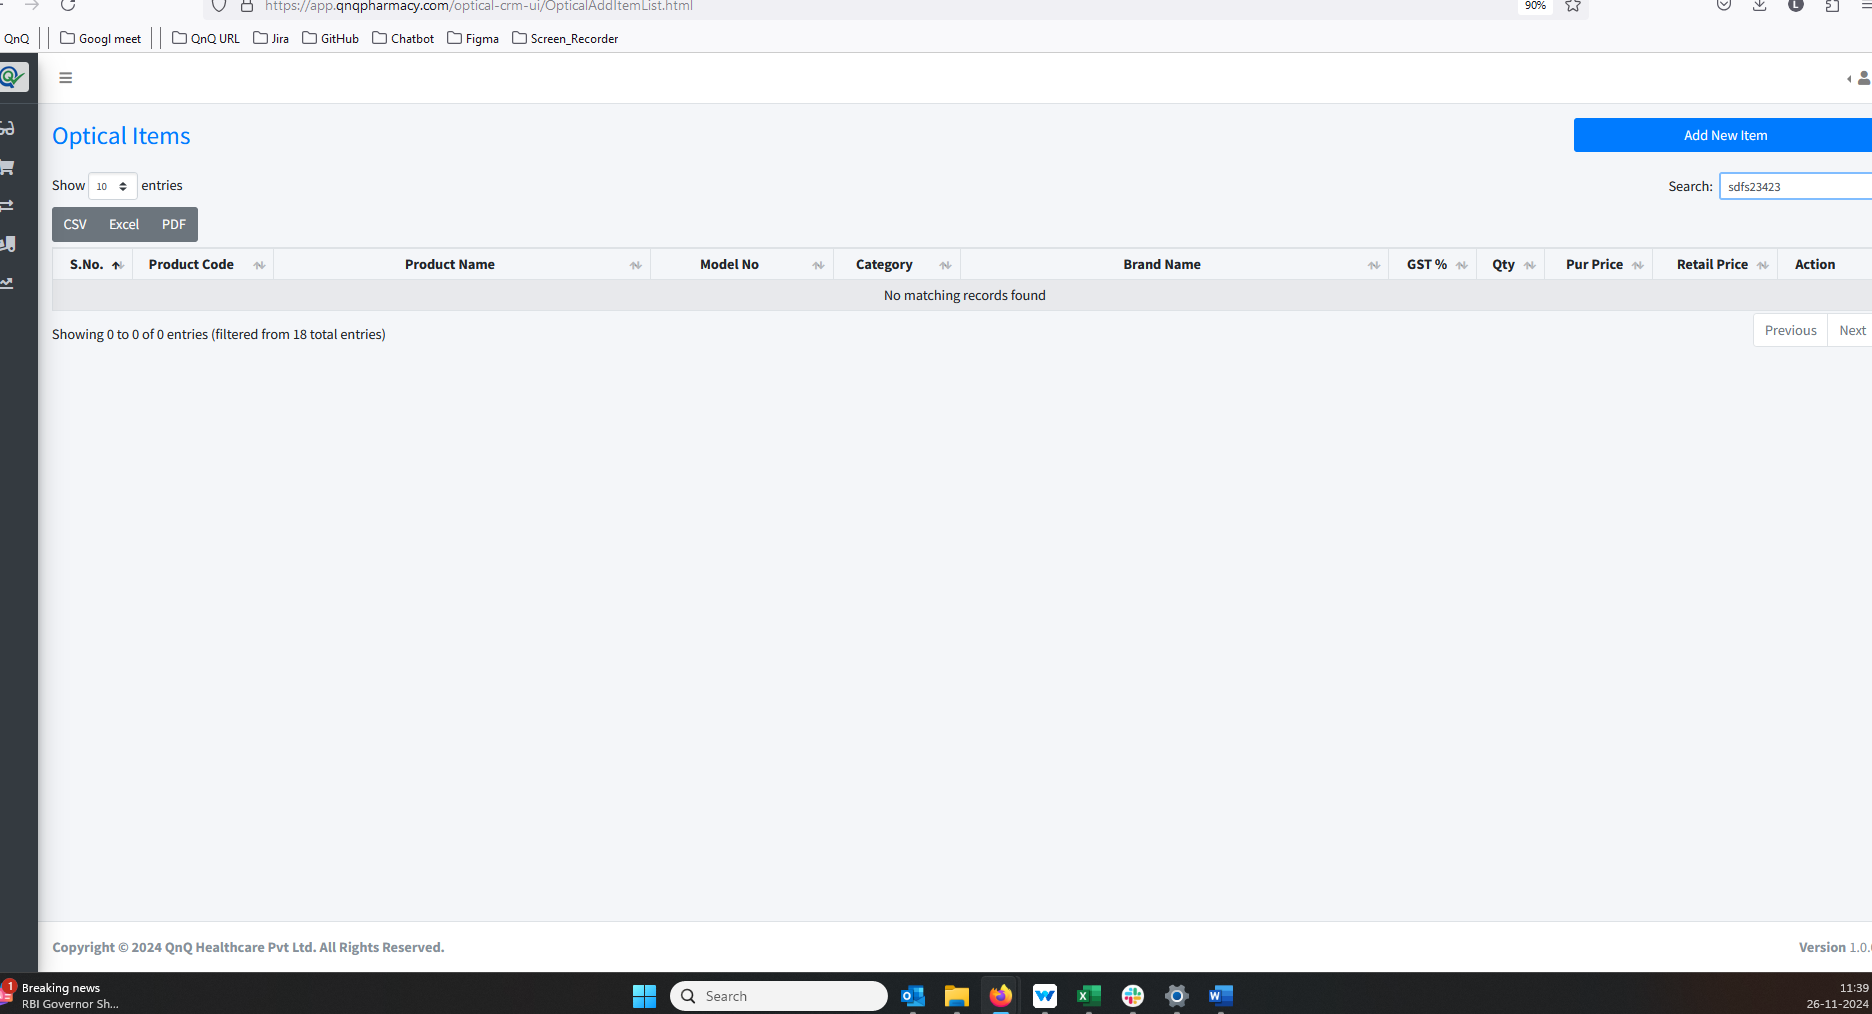 https://app.qnqpharmacy.com/optical-crm-ui/OpticalAddItemList.html 90% L
QnQ Googl meet QnQ URL Jira GitHub Chatbot Figma Screen_Recorder
Optical Items Add New Item
Show 10 entries Search: sdfs23423
CSV Excel PDF
S.No. Product Code Product Name Model No Category Brand Name GST % Qty Pur Price Retail Price Action
No matching records found
Showing 0 to 0 of 0 entries (filtered from 18 total entries) Previous Next
Copyright © 2024 QnQ Healthcare Pvt Ltd. All Rights Reserved. Version 1.0.
1 Breaking news
RBI Governor Sh...
Search
11:39
26-11-2024